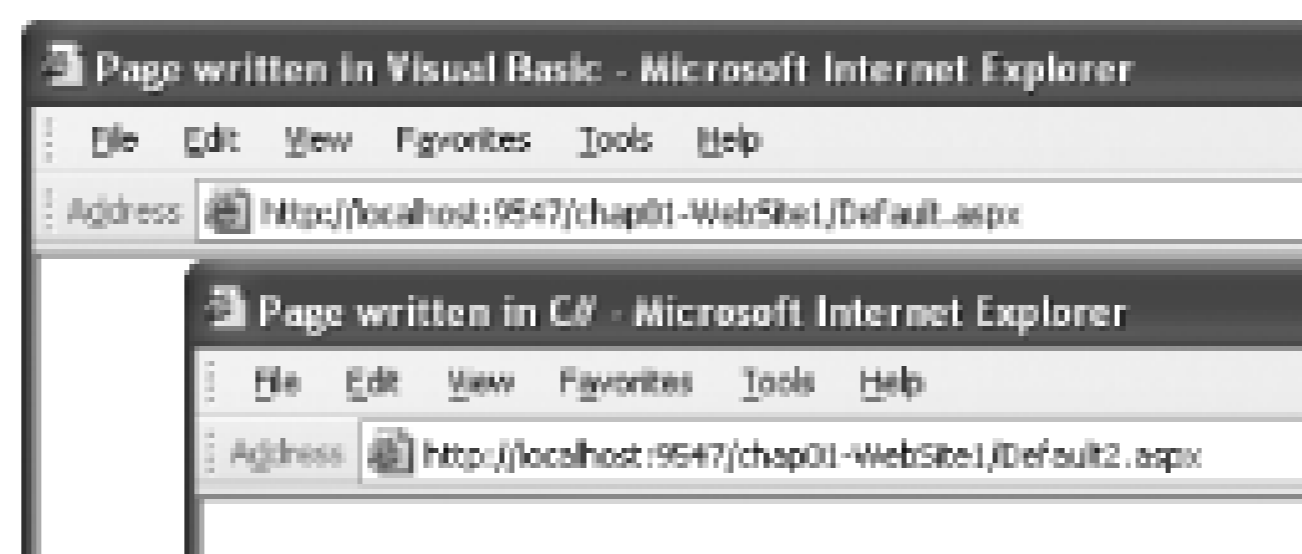 Page written in Visual Basic - Microsoft Internet Explorer
File Edit View Favorites Tools Help
Address http://localhost:9547/chap01-WebSite1/Default.aspx
Page written in C# - Microsoft Internet Explorer
File Edit View Favorites Tools Help
Address http://localhost:9547/chap01-WebSite1/Default2.aspx